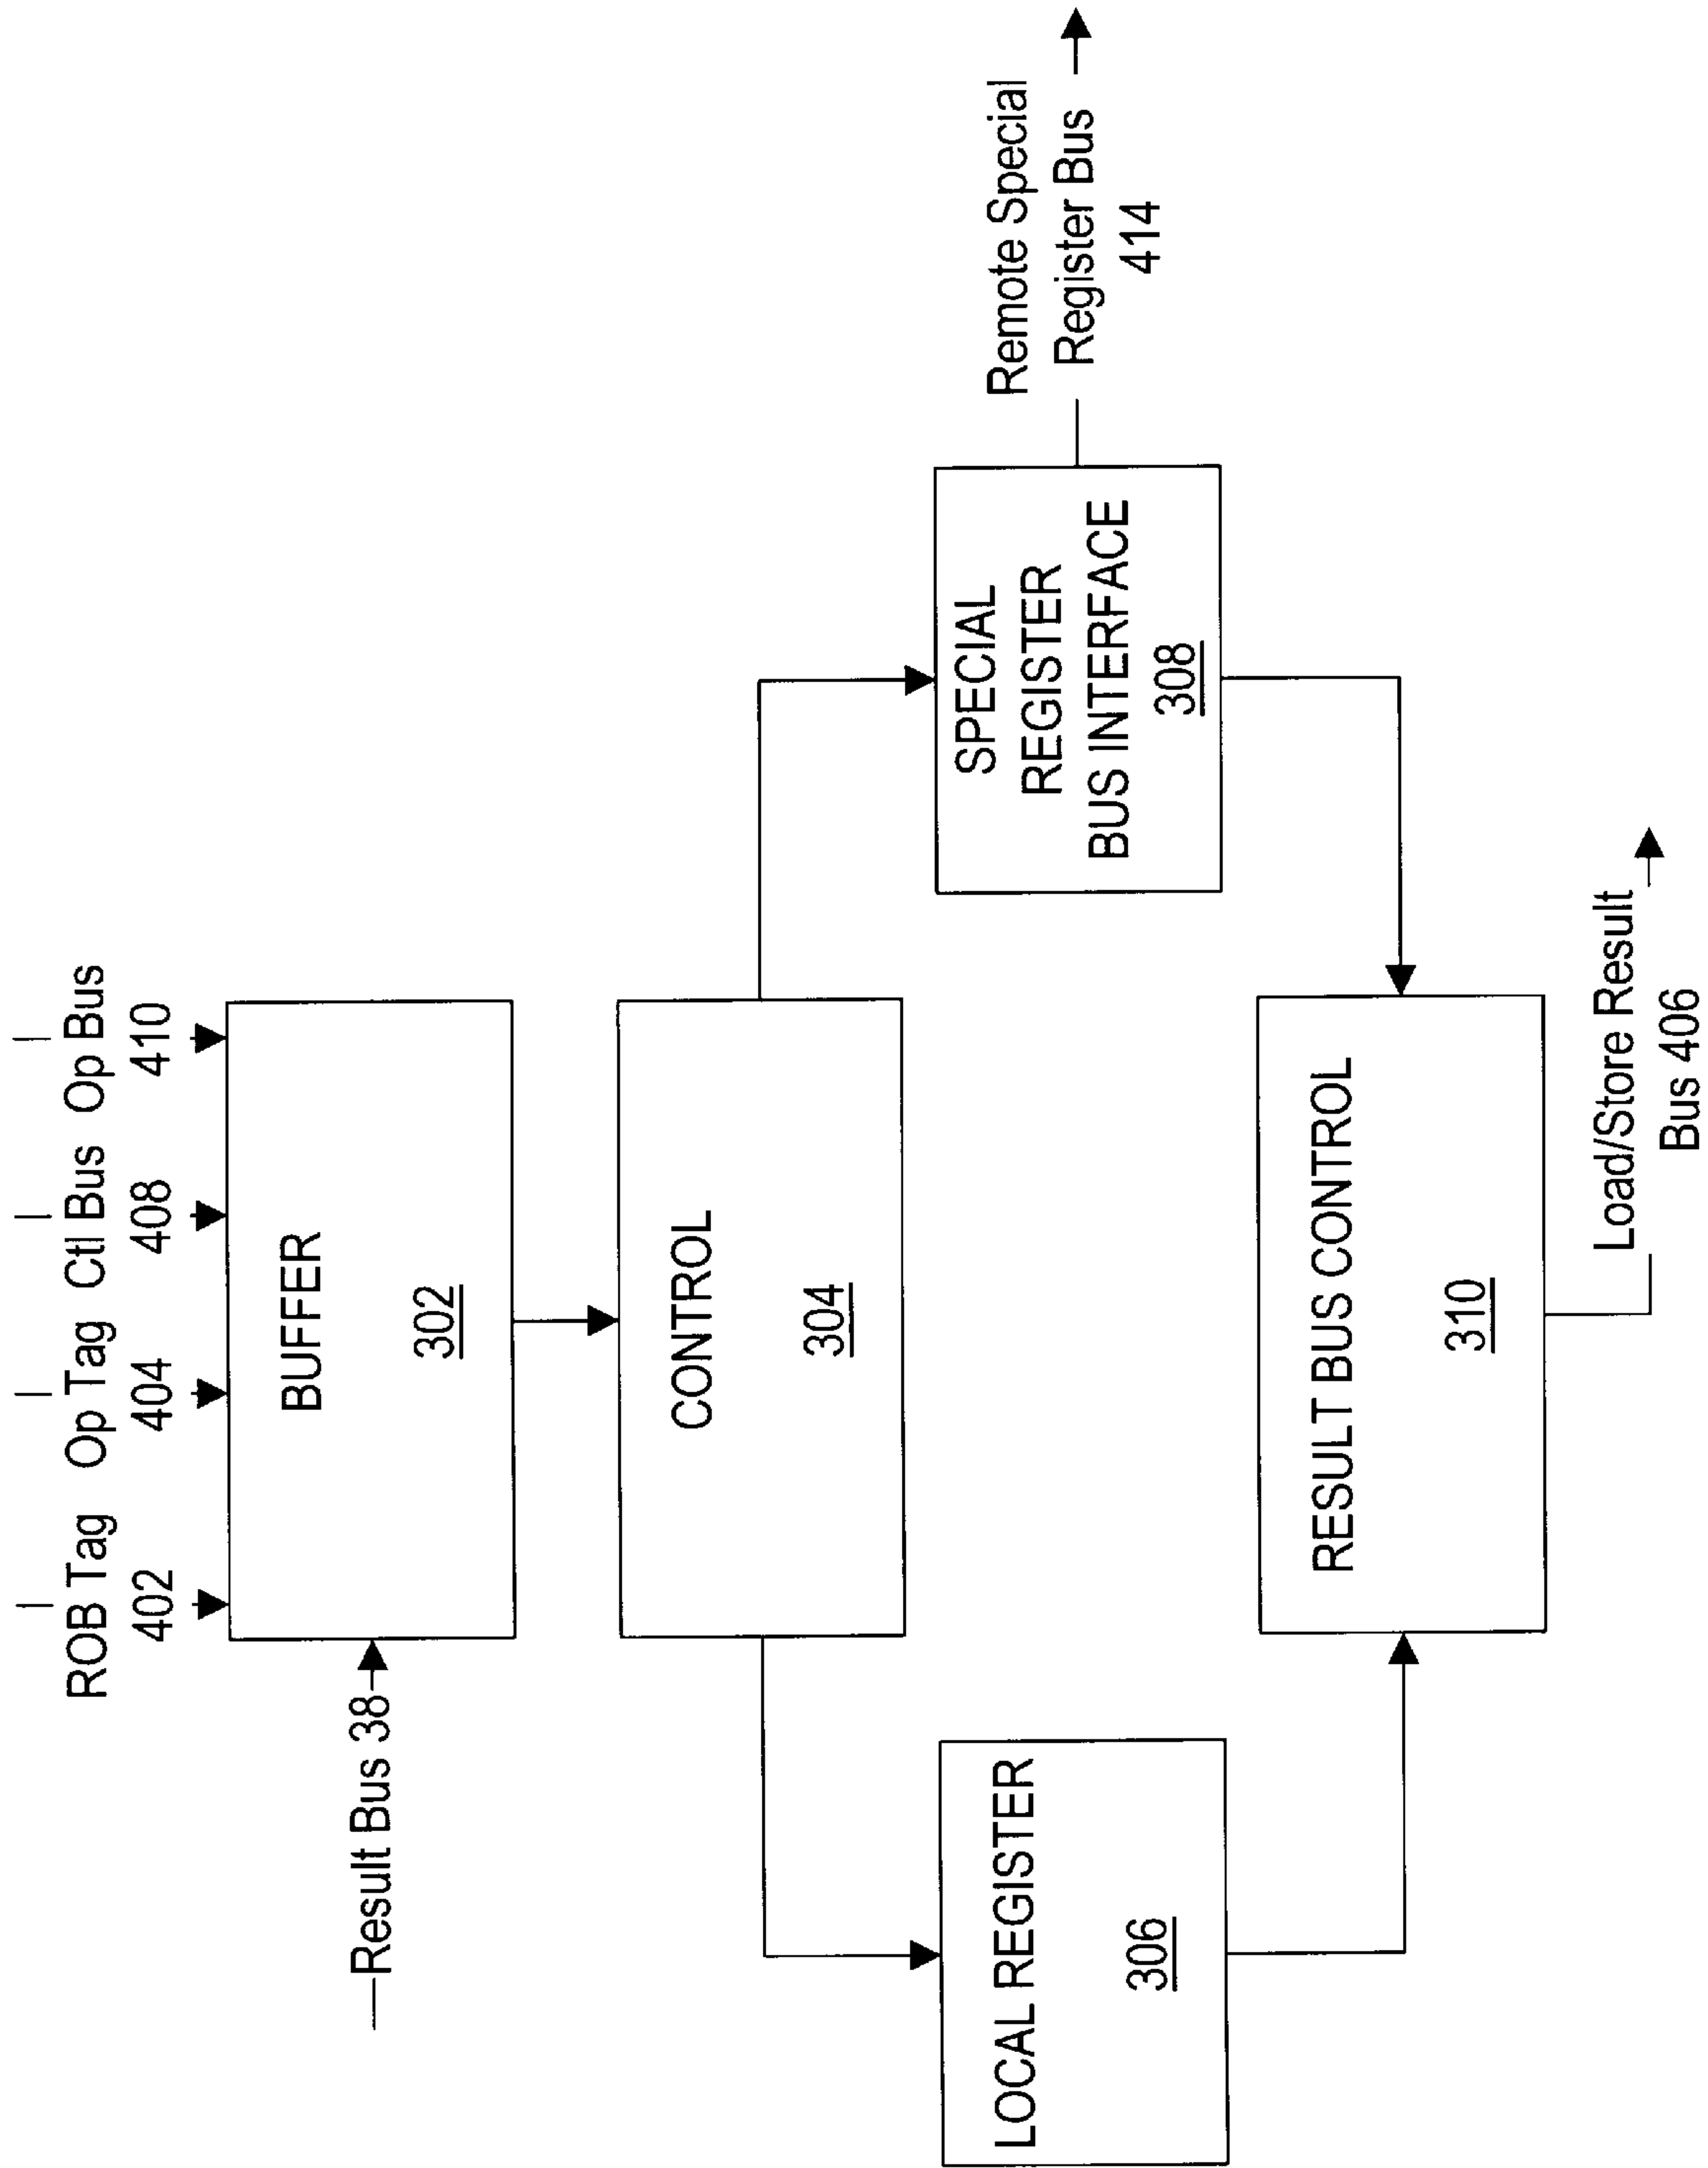 ROB Tag
402
Op Tag
404
Ctl Bus
408
Op Bus
410
Result Bus 38
BUFFER
302
CONTROL
304
LOCAL REGISTER
306
SPECIAL
REGISTER
BUS INTERFACE
308
Remote Special
Register Bus
414
RESULT BUS CONTROL
310
Load/Store Result
Bus 406